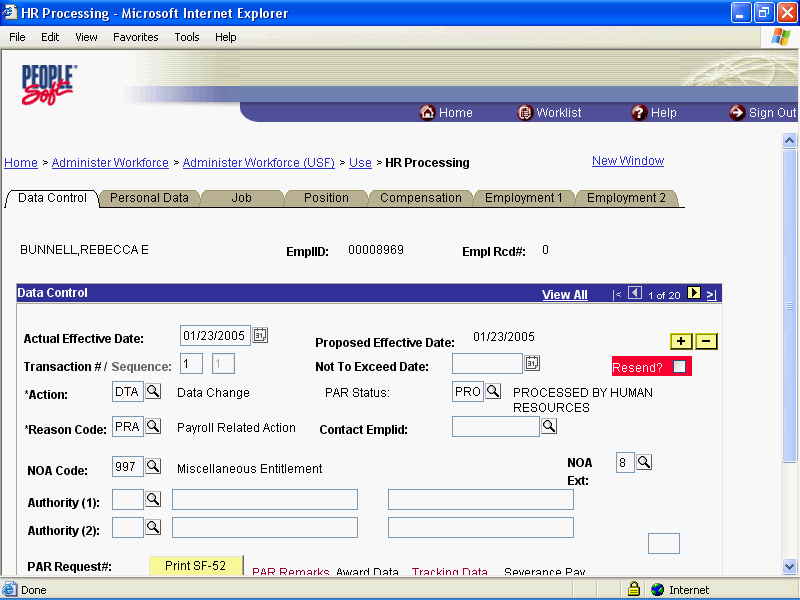 HR Processing - Microsoft Internet Explorer
File Edit View Favorites Tools Help
PEOPLE
Soft
Home Worklist Help Sign Out
Home > Administer Workforce > Administer Workforce (USF) > Use > HR Processing New Window
Data Control Personal Data Job Position Compensation Employment 1 Employment 2
BUNNELL,REBECCA E EmplID: 00008969 Empl Rcd#: 0
Data Control View All |< 1 of 20 >|
Actual Effective Date: 01/23/2005 31 Proposed Effective Date: 01/23/2005 + −
Transaction # / Sequence: 1 1 Not To Exceed Date: 31 Resend?
*Action: DTA Data Change PAR Status: PRO PROCESSED BY HUMAN
RESOURCES
*Reason Code: PRA Payroll Related Action Contact Emplid:
NOA Code: 997 Miscellaneous Entitlement NOA
Ext: 8
Authority (1):
Authority (2):
PAR Request#: Print SF-52 PAR Remarks Award Data Tracking Data Severance Pay
Done Internet